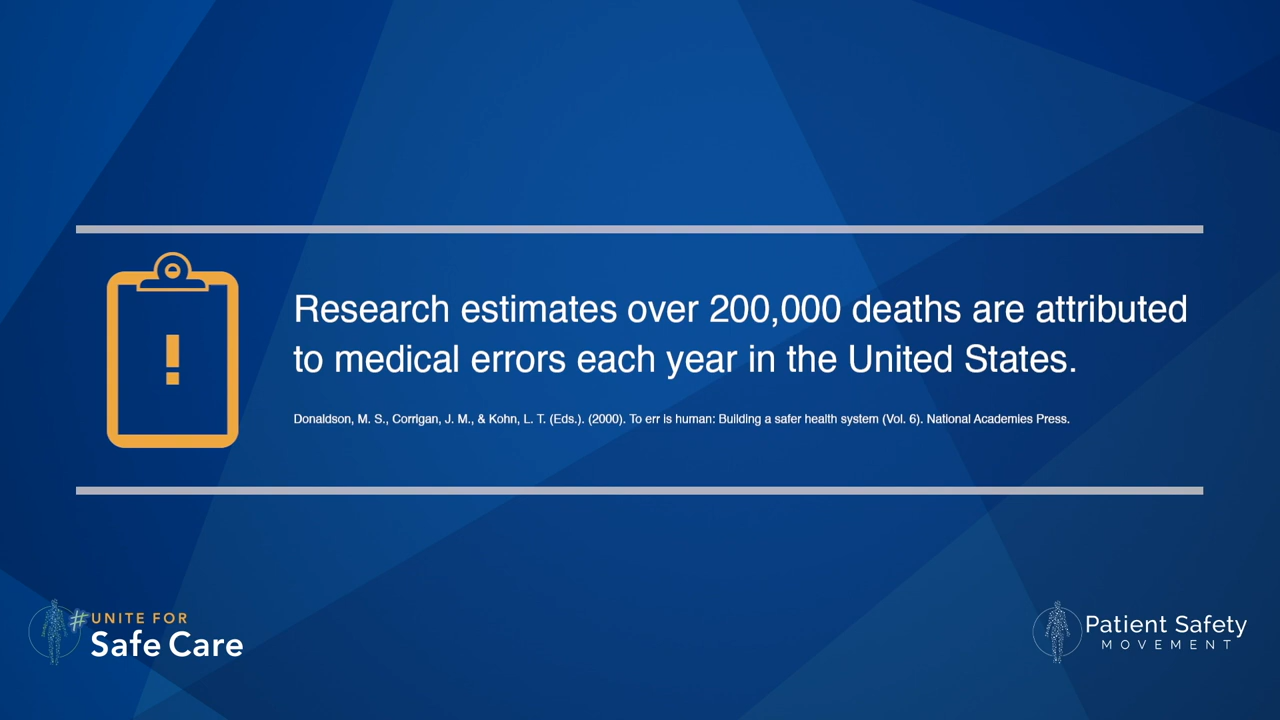 !
Research estimates over 200,000 deaths are attributed
to medical errors each year in the United States.
Donaldson, M. S., Corrigan, J. M., & Kohn, L. T. (Eds.). (2000). To err is human: Building a safer health system (Vol. 6). National Academies Press.
#UNITE FOR
Safe Care
Patient Safety
MOVEMENT